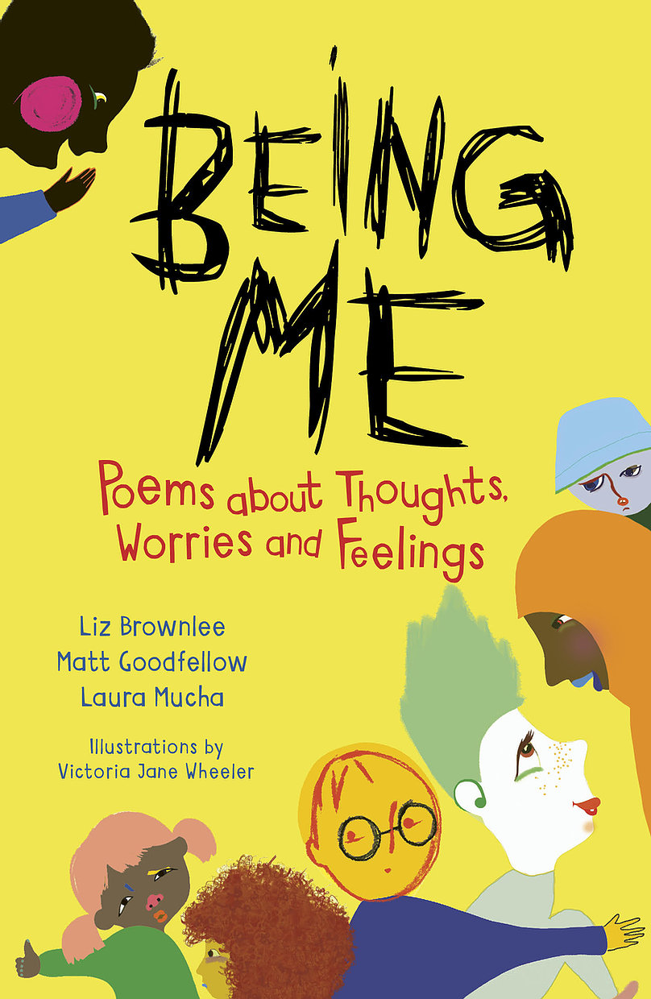 BEiNG
ME
Poems about Thoughts,
Worries and Feelings
Liz Brownlee
Matt Goodfellow
Laura Mucha
Illustrations by
Victoria Jane Wheeler